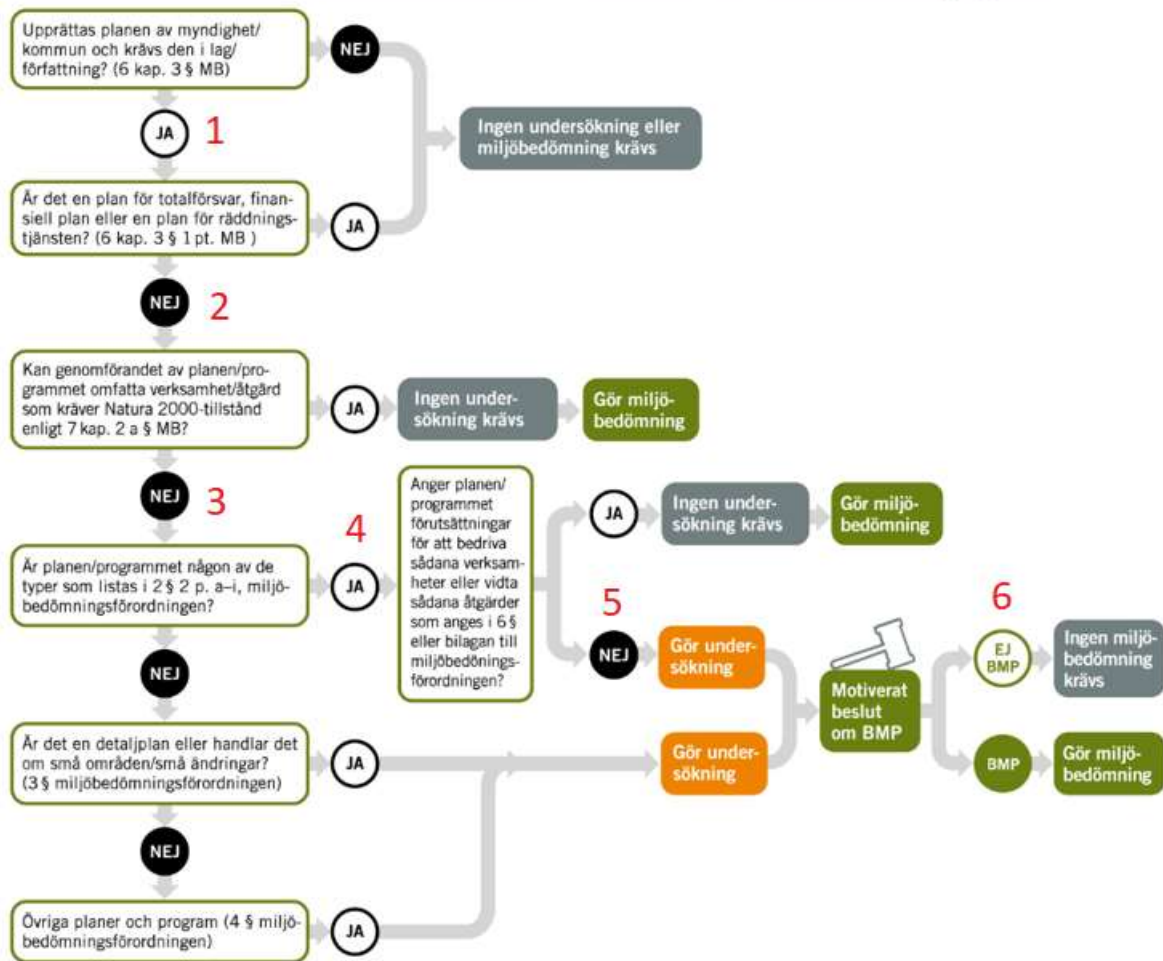 Upprättas planen av myndighet/
kommun och krävs den i lag/
författning? (6 kap. 3 § MB)
NEJ
JA
1
Ingen undersökning eller
miljöbedömning krävs
Är det en plan för totalförsvar, finan-
siell plan eller en plan för räddnings-
tjänsten? (6 kap. 3 § 1 pt. MB )
JA
NEJ
2
Kan genomförandet av planen/pro-
grammet omfatta verksamhet/åtgärd
som kräver Natura 2000-tillstånd
enligt 7 kap. 2 a § MB?
JA
Ingen under-
sökning krävs
Gör miljö-
bedömning
NEJ
3
Är planen/programmet någon av de
typer som listas i 2 § 2 p. a–i, miljö-
bedömningsförordningen?
4
JA
Anger planen/
programmet
förutsättningar
för att bedriva
sådana verksam-
heter eller vidta
sådana åtgärder
som anges i 6 §
eller bilagan till
miljöbedönings-
förordningen?
JA
Ingen under-
sökning krävs
Gör miljö-
bedömning
5
NEJ
Gör under-
sökning
Motiverat
beslut
om BMP
6
EJ
BMP
Ingen miljö-
bedömning
krävs
BMP
Gör miljö-
bedömning
NEJ
Är det en detaljplan eller handlar det
om små områden/små ändringar?
(3 § miljöbedömningsförordningen)
JA
Gör under-
sökning
NEJ
Övriga planer och program (4 § miljö-
bedömningsförordningen)
JA